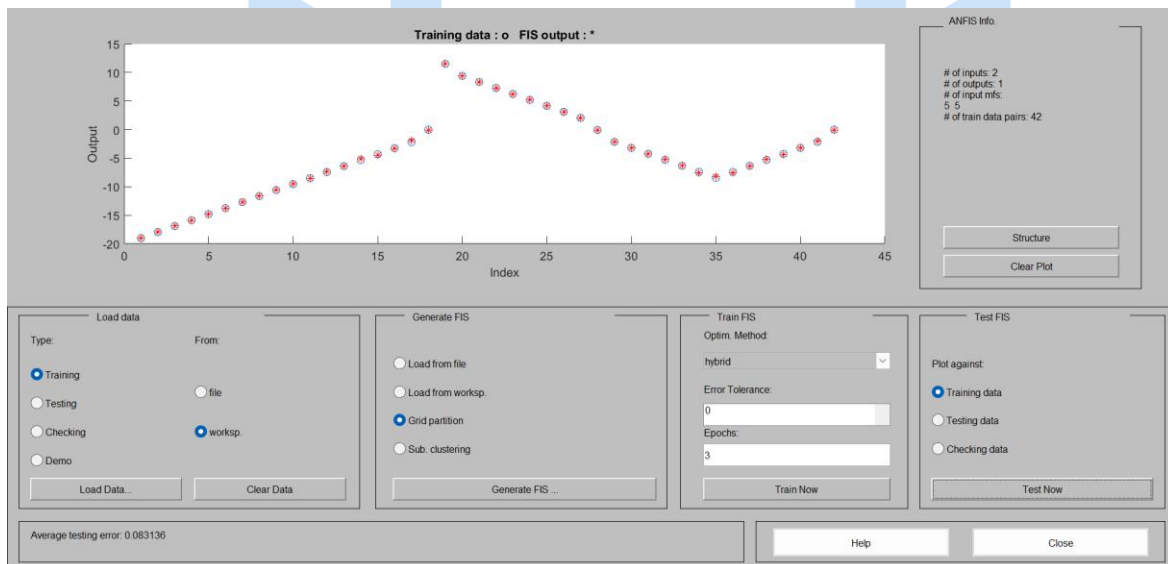 Training data : o   FIS output : *
15
10
5
0
-5
-10
-15
-20
Output
0
5
10
15
20
25
30
35
40
45
Index
ANFIS Info.
# of inputs: 2
# of outputs: 1
# of input mfs:
5  5
# of train data pairs: 42
Structure
Clear Plot
Load data
Type:
From:
Training
Testing
Checking
Demo
file
worksp.
Load Data...
Clear Data
Generate FIS
Load from file
Load from worksp.
Grid partition
Sub. clustering
Generate FIS ...
Train FIS
Optim. Method:
hybrid
Error Tolerance:
0
Epochs:
3
Train Now
Test FIS
Plot against:
Training data
Testing data
Checking data
Test Now
Average testing error: 0.083136
Help
Close